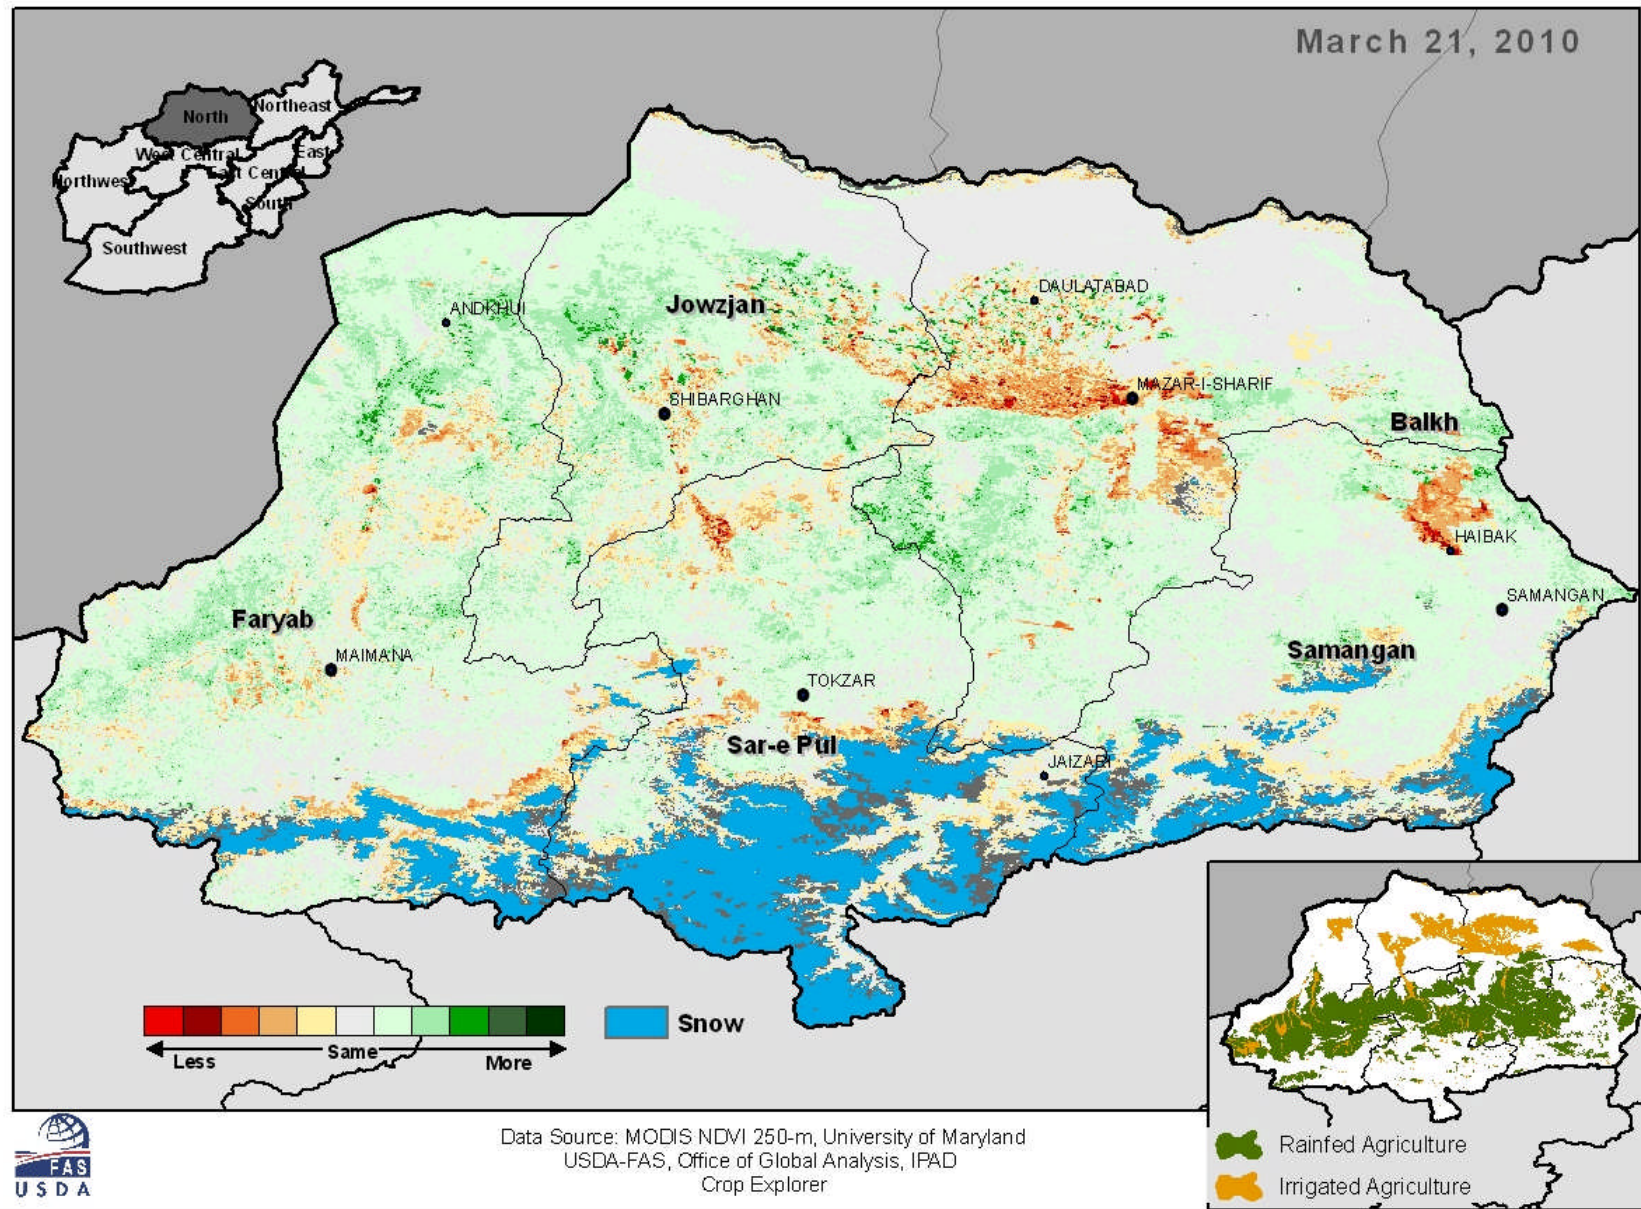 March 21, 2010
North
Northeast
West Central
East
East Central
Northwest
South
Southwest
DAULATABAD
Jowzjan
ANDKHUI
MAZAR-I-SHARIF
SHIBARGHAN
Balkh
HAIBAK
SAMANGAN
Faryab
Samangan
MAIMANA
TOKZAR
Sar-e Pul
JAIZARI
Snow
Same
Less
More
Data Source: MODIS NDVI 250-m, University of Maryland
USDA-FAS, Office of Global Analysis, IPAD
Crop Explorer
FAS
USDA
Rainfed Agriculture
Irrigated Agriculture